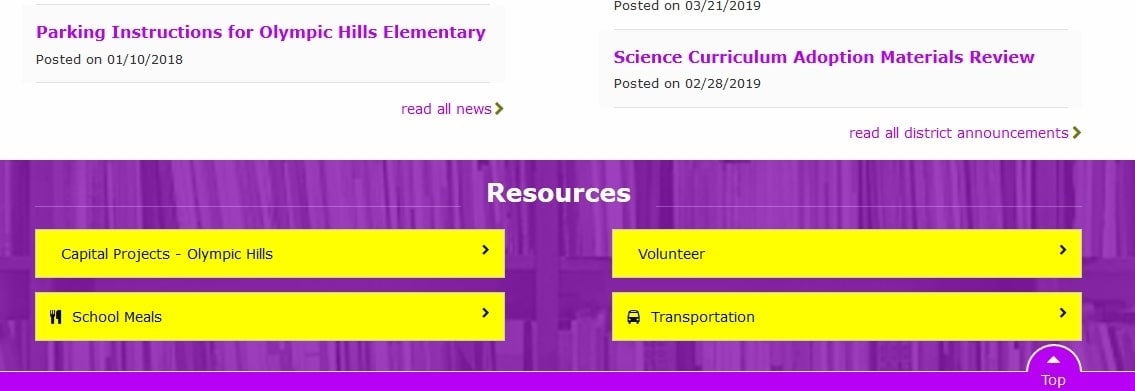 Posted on 03/21/2019
Parking Instructions for Olympic Hills Elementary
Posted on 01/10/2018
read all news
Science Curriculum Adoption Materials Review
Posted on 02/28/2019
read all district announcements
Resources
Capital Projects - Olympic Hills
Volunteer
School Meals
Transportation
Top